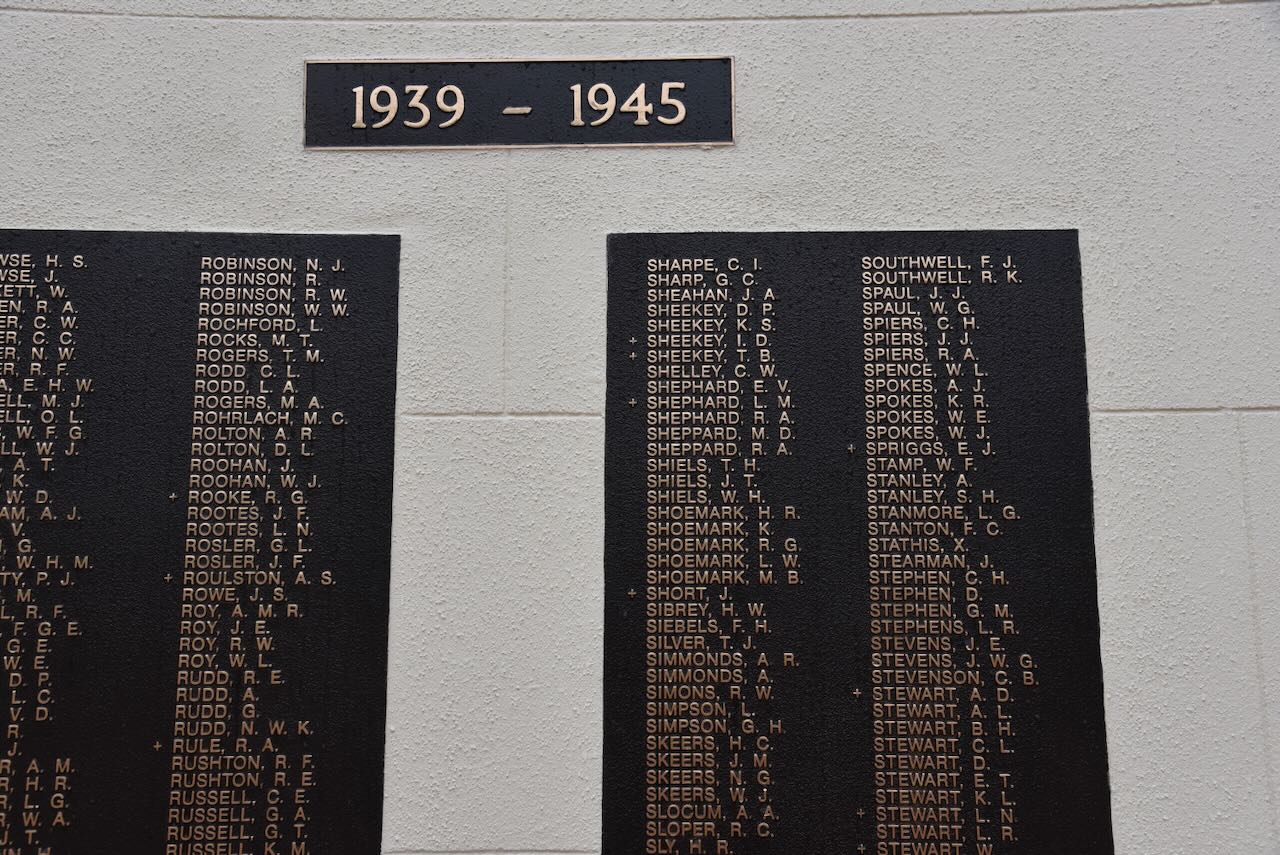 1939 – 1945
H. S.
J.
W.
R. A.
C. W.
C. C.
N. W.
R. F.
E. H. W.
M. J.
O. L.
W. F. G.
W. J.
A. T.
K.
W. D.
A. J.
V.
G.
W. H. M.
P. J.
M.
R. F.
F. G. E.
G. E.
W. E.
D. P.
L. C.
V. D.
R.
J.
A. M.
H. R.
L. G.
W. A.
J. T.
ROBINSON, N. J.
ROBINSON, R.
ROBINSON, R. W.
ROBINSON, W. W.
ROCHFORD, L.
ROCKS, M. T.
ROGERS, T. M.
RODD, C. L.
RODD, L. A.
ROGERS, M. A.
ROHRLACH, M. C.
ROLTON, A. R.
ROLTON, D. L.
ROOHAN, J.
ROOHAN, W. J.
+ ROOKE, R. G.
ROOTES, J. F.
ROOTES, L. N.
ROSLER, G. L.
ROSLER, J. F.
+ ROULSTON, A. S.
ROWE, J. S.
ROY, A. M. R.
ROY, J. E.
ROY, R. W.
ROY, W. L.
RUDD, R. E.
RUDD, A.
RUDD, G.
RUDD, N. W. K.
+ RULE, R. A.
RUSHTON, R. F.
RUSHTON, R. E.
RUSSELL, C. E.
RUSSELL, G. A.
RUSSELL, G. T.
RUSSELL, K. M.
SHARPE, C. I.
SHARP, G. C.
SHEAHAN, J. A
SHEEKEY, D. P.
SHEEKEY, K. S.
+ SHEEKEY, I. D.
+ SHEEKEY, T. B.
SHELLEY, C. W.
SHEPHARD, E. V.
+ SHEPHARD, L. M.
SHEPHARD, R. A.
SHEPPARD, M. D.
SHEPPARD, R. A.
SHIELS, T. H.
SHIELS, J. T.
SHIELS, W. H.
SHOEMARK, H. R.
SHOEMARK, K.
SHOEMARK, R. G.
SHOEMARK, L. W.
SHOEMARK, M. B.
+ SHORT, J.
SIBREY, H. W.
SIEBELS, F. H.
SILVER, T. J.
SIMMONDS, A. R.
SIMMONDS, A.
SIMONS, R. W.
SIMPSON, L.
SIMPSON, G. H.
SKEERS, H. C.
SKEERS, J. M.
SKEERS, N. G.
SKEERS, W. J.
SLOCUM, A. A.
SLOPER, R. C.
SLY, H. R.
SOUTHWELL, F. J.
SOUTHWELL, R. K.
SPAUL, J. J.
SPAUL, W. G.
SPIERS, C. H.
SPIERS, J. J.
SPIERS, R. A.
SPENCE, W. L.
SPOKES, A. J.
SPOKES, K. R.
SPOKES, W. E.
SPOKES, W. J.
+ SPRIGGS, E. J.
STAMP, W. F.
STANLEY, A.
STANLEY, S. H.
STANMORE, L. G.
STANTON, F. C.
STATHIS, X.
STEARMAN, J.
STEPHEN, C. H.
STEPHEN, D.
STEPHEN, G. M.
STEPHENS, L. R.
STEVENS, J. E.
STEVENS, J. W. G.
STEVENSON, C. B.
+ STEWART, A. D.
STEWART, A. L.
STEWART, B. H.
STEWART, C. L.
STEWART, D.
STEWART, E. T.
STEWART, K. L.
+ STEWART, L. N.
STEWART, L. R.
+ STEWART, W.